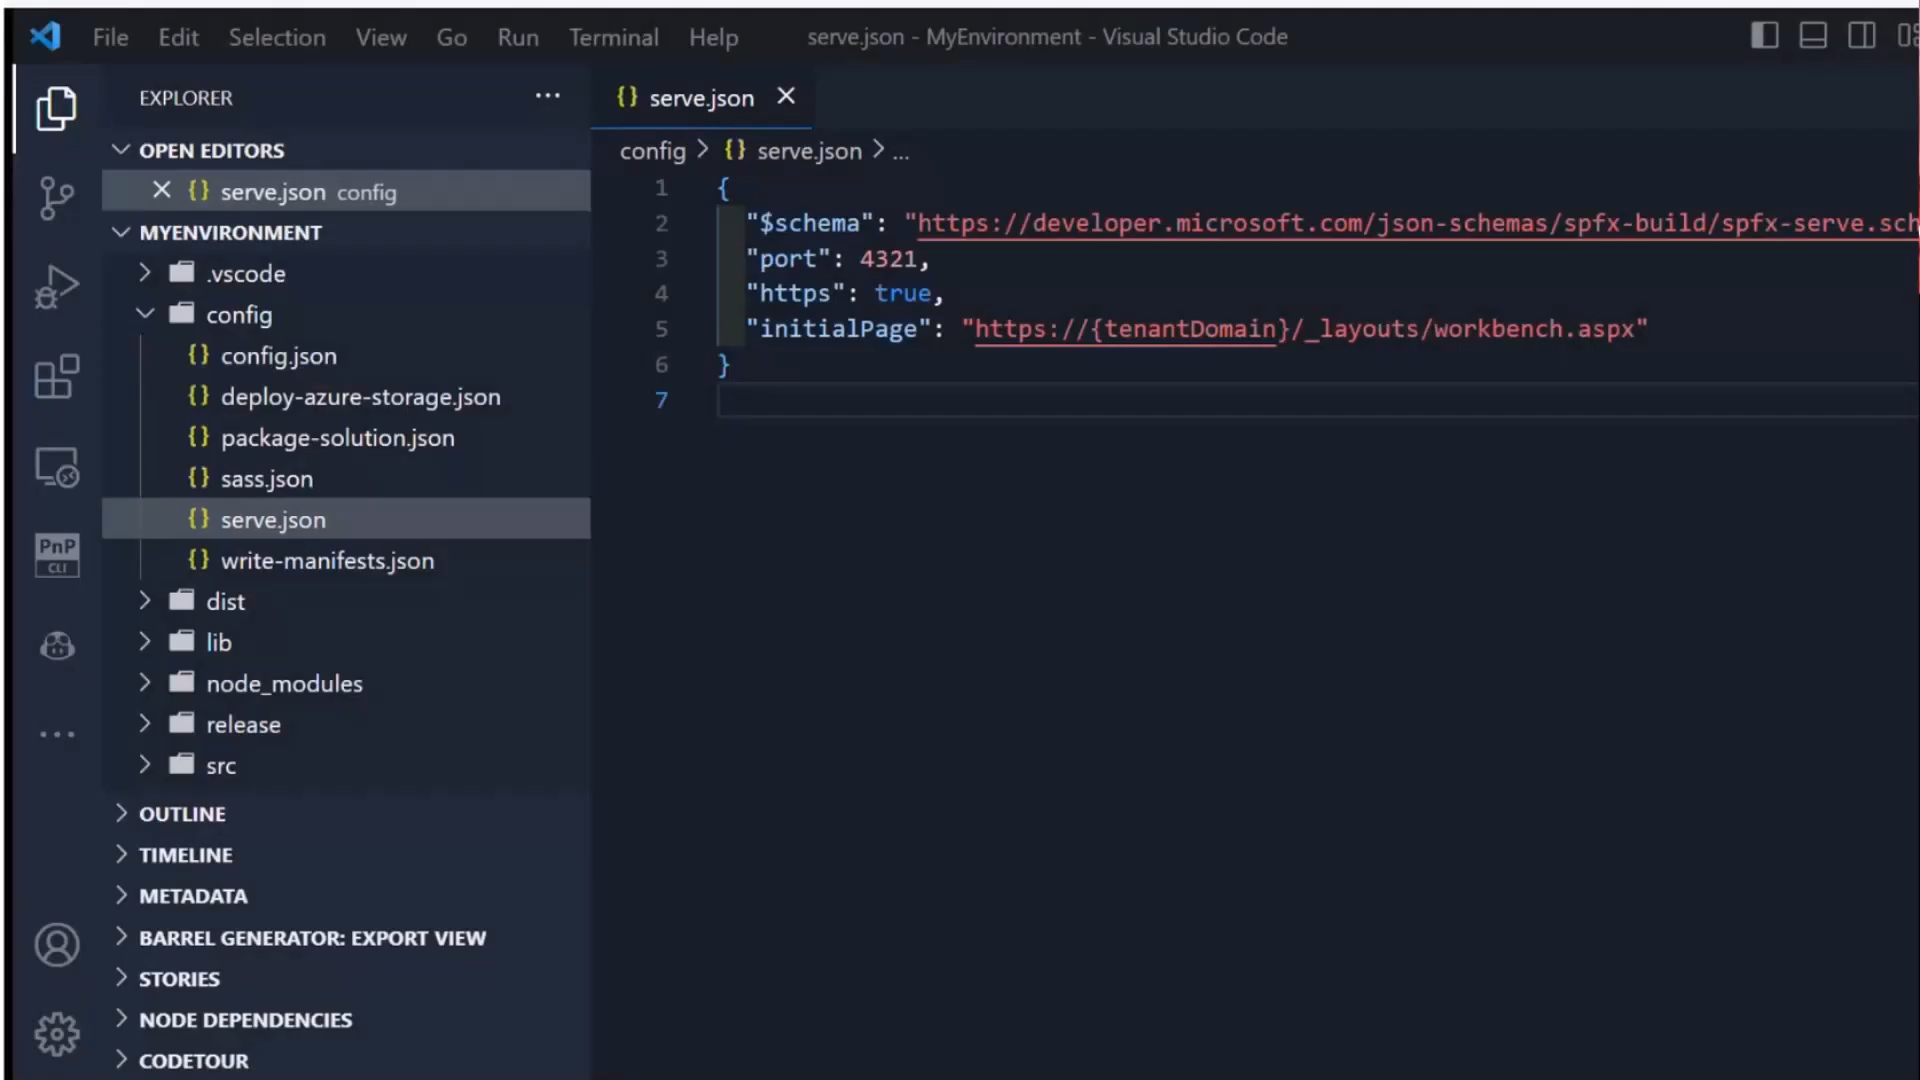 File Edit Selection View Go Run Terminal Help serve.json - MyEnvironment - Visual Studio Code
EXPLORER ...
OPEN EDITORS
{} serve.json config
MYENVIRONMENT
.vscode
config
{} config.json
{} deploy-azure-storage.json
{} package-solution.json
{} sass.json
{} serve.json
{} write-manifests.json
dist
lib
node_modules
release
src
OUTLINE
TIMELINE
METADATA
BARREL GENERATOR: EXPORT VIEW
STORIES
NODE DEPENDENCIES
CODETOUR
PnP
CLI
{} serve.json
config > {} serve.json > ...
1 {
2 "$schema": "https://developer.microsoft.com/json-schemas/spfx-build/spfx-serve.sch
3 "port": 4321,
4 "https": true,
5 "initialPage": "https://{tenantDomain}/_layouts/workbench.aspx"
6 }
7